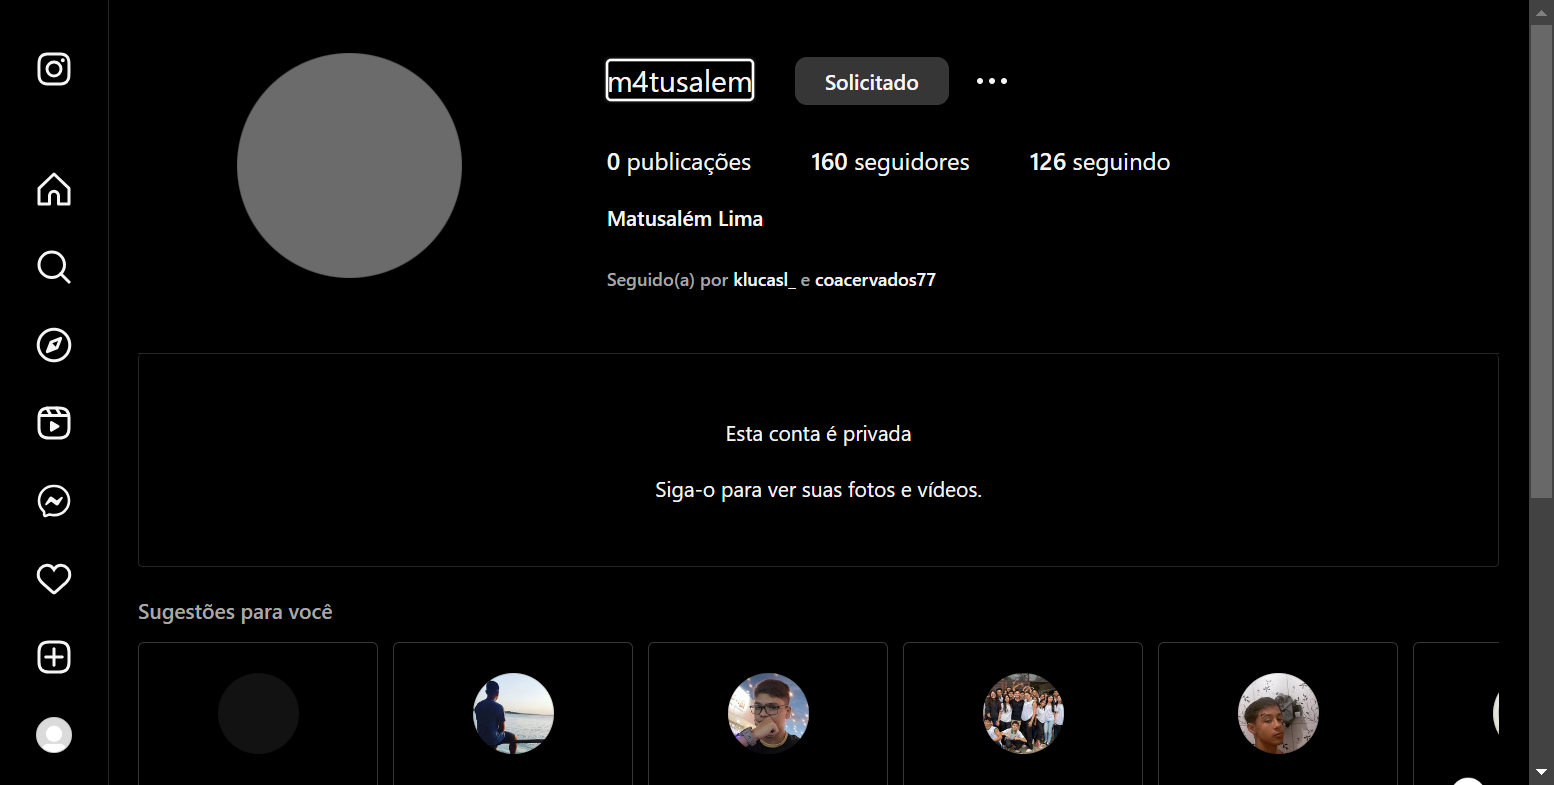 m4tusalem Solicitado
0 publicações 160 seguidores 126 seguindo
Matusalém Lima
Seguido(a) por klucasl_ e coacervados77
Esta conta é privada
Siga-o para ver suas fotos e vídeos.
Sugestões para você